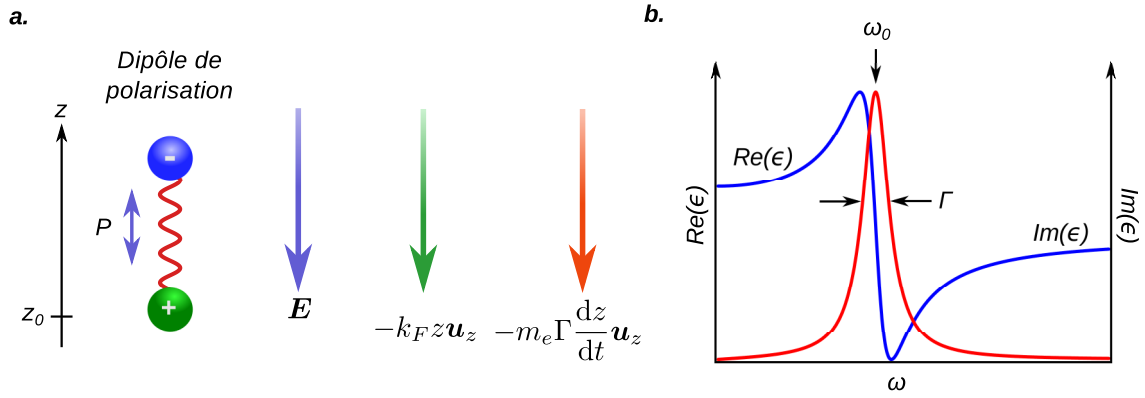 a.
Dipôle de
polarisation
z
-
P
+
z₀
E
−k_F z u_z
−m_e Γ dz/dt u_z
b.
ω₀
Re(ϵ)
Γ
Im(ϵ)
Re(ϵ)
Im(ϵ)
ω